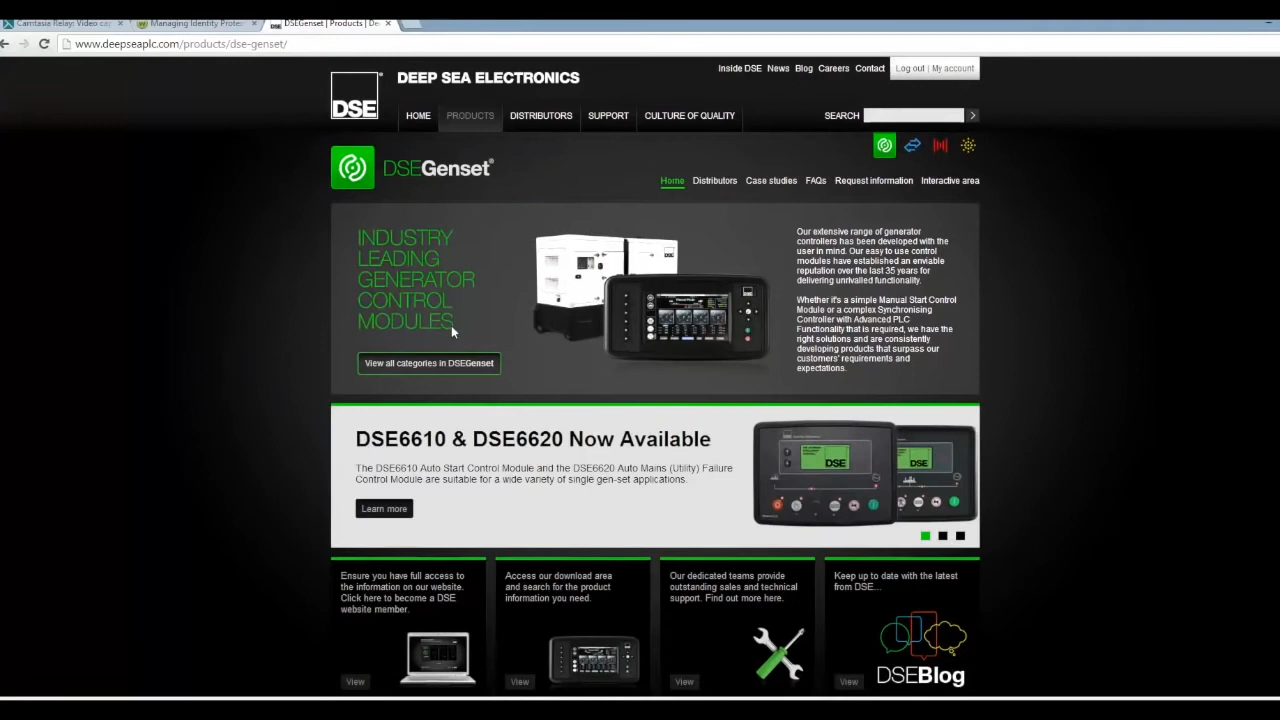 Camtasia Relay: Video ca
Managing Identity Protec
DSEGenset | Products | De
www.deepseaplc.com/products/dse-genset/
Inside DSE News Blog Careers Contact Log out | My account
DSE
DEEP SEA ELECTRONICS
HOME PRODUCTS DISTRIBUTORS SUPPORT CULTURE OF QUALITY SEARCH
DSEGenset®
Home Distributors Case studies FAQs Request information Interactive area
INDUSTRY
LEADING
GENERATOR
CONTROL
MODULES
View all categories in DSEGenset
Our extensive range of generator
controllers has been developed with the
user in mind. Our easy to use control
modules have established an enviable
reputation over the last 35 years for
delivering unrivalled functionality.
Whether it's a simple Manual Start Control
Module or a complex Synchronising
Controller with Advanced PLC
Functionality that is required, we have the
right solutions and are consistently
developing products that surpass our
customers' requirements and
expectations.
DSE6610 & DSE6620 Now Available
The DSE6610 Auto Start Control Module and the DSE6620 Auto Mains (Utility) Failure
Control Module are suitable for a wide variety of single gen-set applications.
Learn more
DSE
DSE
Ensure you have full access to
the information on our website.
Click here to become a DSE
website member.
View
Access our download area
and search for the product
information you need.
View
Our dedicated teams provide
outstanding sales and technical
support. Find out more here.
View
Keep up to date with the latest
from DSE...
DSEBlog
View